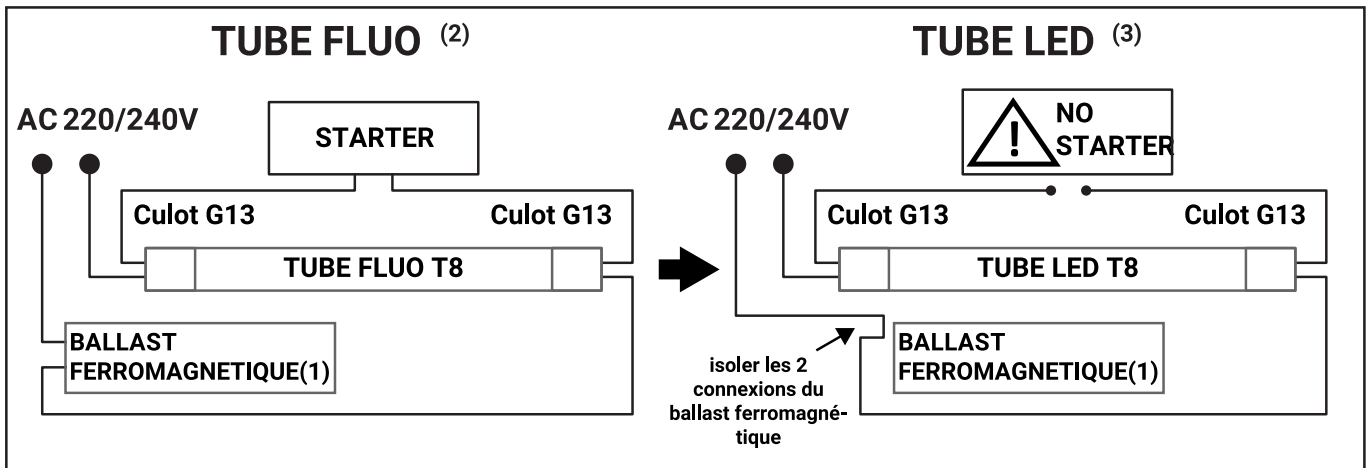 TUBE FLUO (2)
AC 220/240V
STARTER
Culot G13
Culot G13
TUBE FLUO T8
BALLAST
FERROMAGNETIQUE(1)
TUBE LED (3)
AC 220/240V
NO
STARTER
Culot G13
Culot G13
TUBE LED T8
isoler les 2
connexions du
ballast ferromagné-
tique
BALLAST
FERROMAGNETIQUE(1)